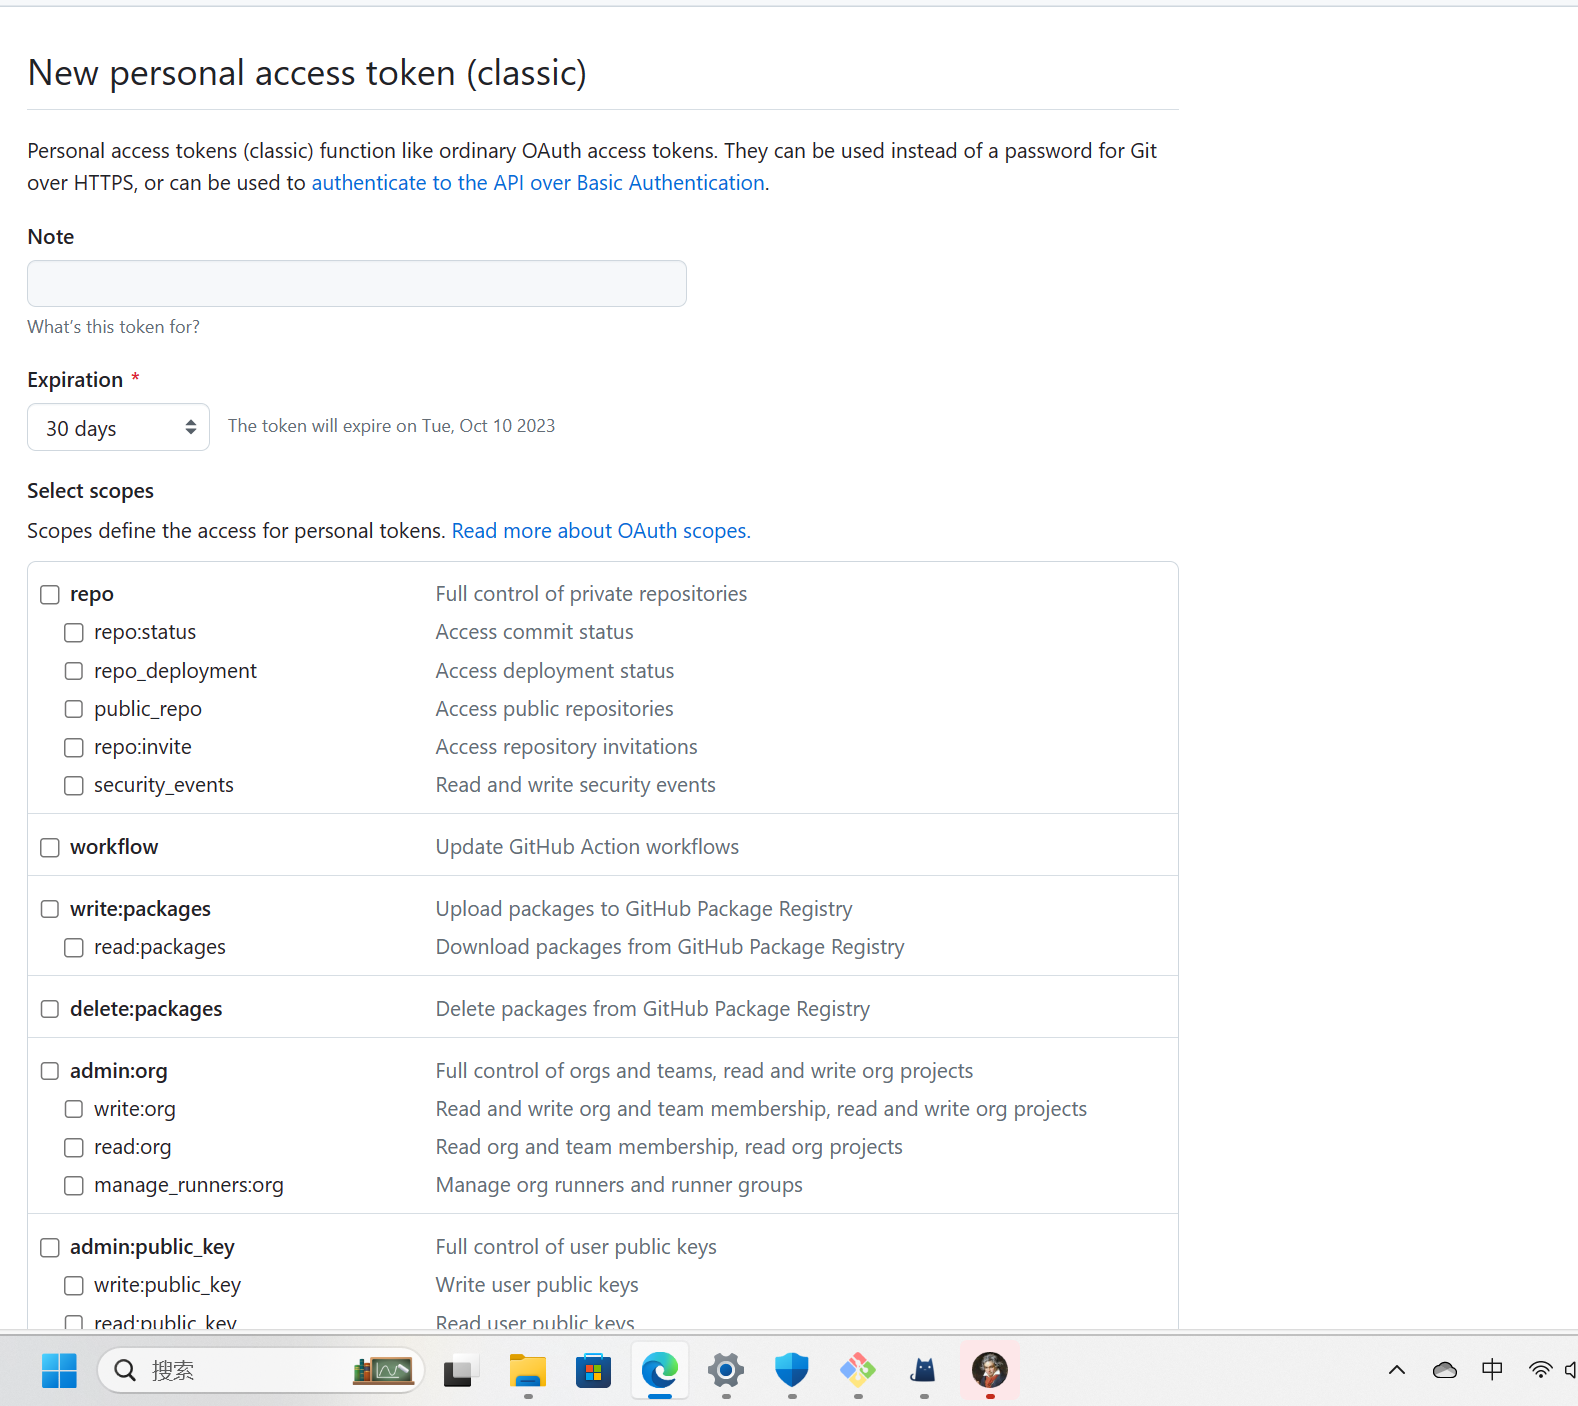 New personal access token (classic)
Personal access tokens (classic) function like ordinary OAuth access tokens. They can be used instead of a password for Git
over HTTPS, or can be used to authenticate to the API over Basic Authentication.
Note
What's this token for?
Expiration *
30 days The token will expire on Tue, Oct 10 2023
Select scopes
Scopes define the access for personal tokens. Read more about OAuth scopes.
repo Full control of private repositories
repo:status Access commit status
repo_deployment Access deployment status
public_repo Access public repositories
repo:invite Access repository invitations
security_events Read and write security events
workflow Update GitHub Action workflows
write:packages Upload packages to GitHub Package Registry
read:packages Download packages from GitHub Package Registry
delete:packages Delete packages from GitHub Package Registry
admin:org Full control of orgs and teams, read and write org projects
write:org Read and write org and team membership, read and write org projects
read:org Read org and team membership, read org projects
manage_runners:org Manage org runners and runner groups
admin:public_key Full control of user public keys
write:public_key Write user public keys
read:public_key Read user public keys
搜索 中